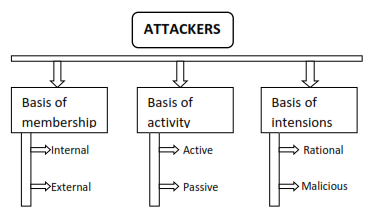 ATTACKERS
Basis of
membership
Internal
External
Basis of
activity
Active
Passive
Basis of
intensions
Rational
Malicious